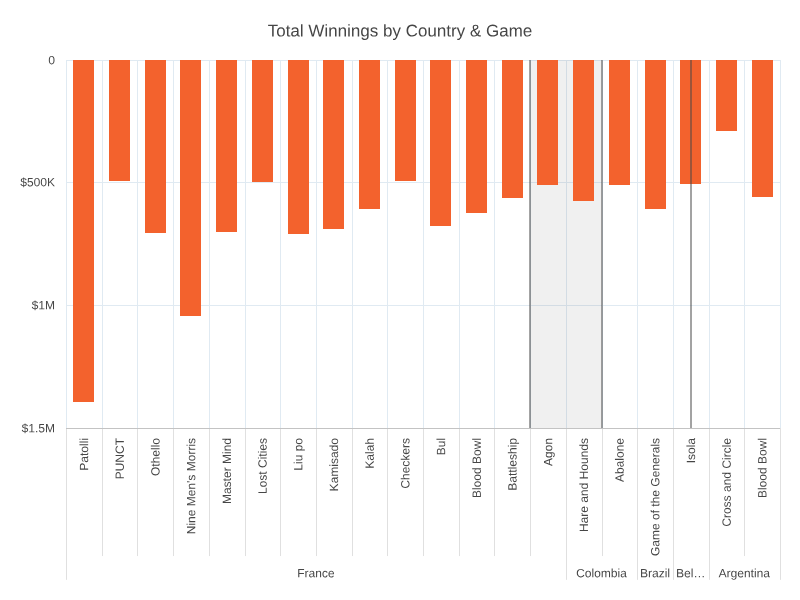 Total Winnings by Country & Game
0
$500K
$1M
$1.5M
Patolli
PUNCT
Othello
Nine Men's Morris
Master Mind
Lost Cities
Liu po
Kamisado
Kalah
Checkers
Bul
Blood Bowl
Battleship
Agon
Hare and Hounds
Abalone
Game of the Generals
Isola
Cross and Circle
Blood Bowl
France
Colombia
Brazil
Bel…
Argentina